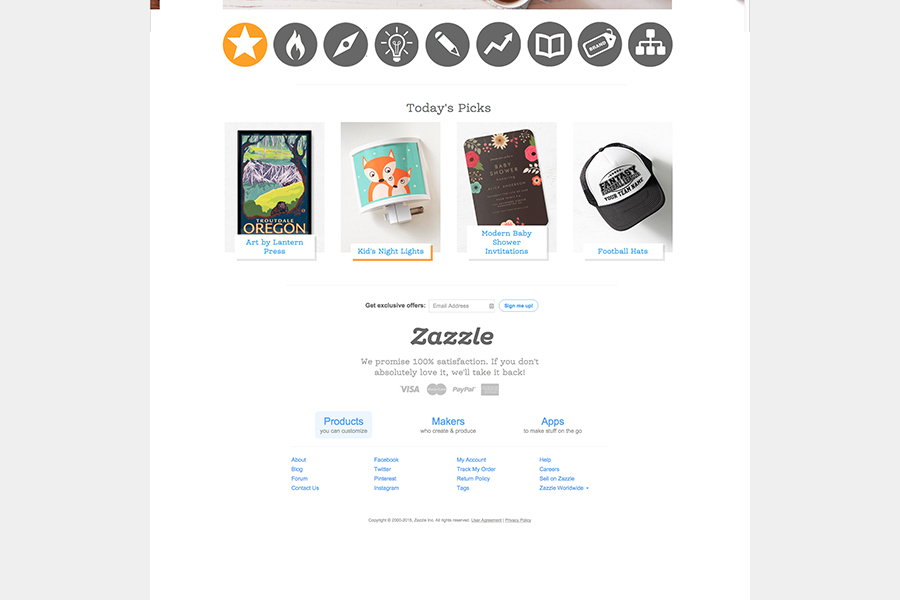 BRAND
Today's Picks
TROUTDALE
OREGON
Art by Lantern
Press
Kid's Night Lights
BABY
SHOWER
Modern Baby
Shower
Invitations
FANTASY
YOUR TEAM NAME
Football Hats
Get exclusive offers: Email Address Sign me up!
Zazzle
We promise 100% satisfaction. If you don't
absolutely love it, we'll take it back!
VISA PayPal
Products Makers Apps
you can customize who create & produce to make stuff on the go
About Facebook My Account Help
Blog Twitter Track My Order Careers
Forum Pinterest Return Policy Sell on Zazzle
Contact Us Instagram Tags Zazzle Worldwide
Copyright © 2000-2015, Zazzle Inc. All rights reserved. User Agreement | Privacy Policy